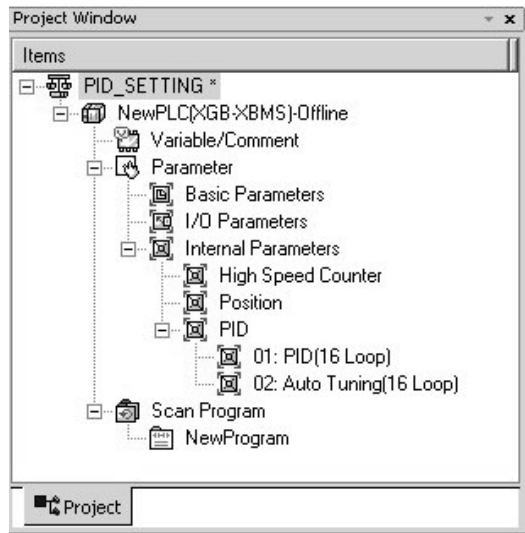 Project Window
Items
PID_SETTING *
NewPLC(XGB-XBMS)-Offline
Variable/Comment
Parameter
Basic Parameters
I/O Parameters
Internal Parameters
High Speed Counter
Position
PID
01: PID(16 Loop)
02: Auto Tuning(16 Loop)
Scan Program
NewProgram
Project